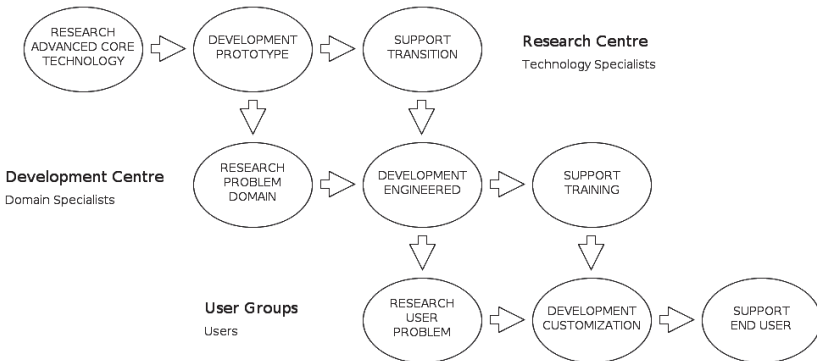 RESEARCH
ADVANCED CORE
TECHNOLOGY
DEVELOPMENT
PROTOTYPE
SUPPORT
TRANSITION
Research Centre
Technology Specialists
Development Centre
Domain Specialists
RESEARCH
PROBLEM
DOMAIN
DEVELOPMENT
ENGINEERED
SUPPORT
TRAINING
User Groups
Users
RESEARCH
USER
PROBLEM
DEVELOPMENT
CUSTOMIZATION
SUPPORT
END USER